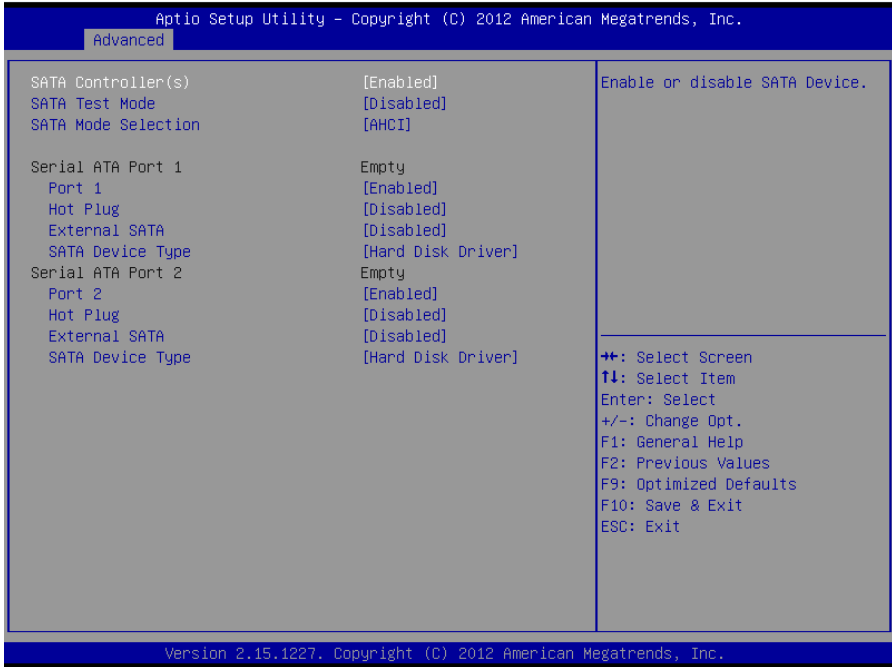 Aptio Setup Utility – Copyright (C) 2012 American Megatrends, Inc.
Advanced
SATA Controller(s) [Enabled]
SATA Test Mode [Disabled]
SATA Mode Selection [AHCI]
Serial ATA Port 1 Empty
Port 1 [Enabled]
Hot Plug [Disabled]
External SATA [Disabled]
SATA Device Type [Hard Disk Driver]
Serial ATA Port 2 Empty
Port 2 [Enabled]
Hot Plug [Disabled]
External SATA [Disabled]
SATA Device Type [Hard Disk Driver]
Enable or disable SATA Device.
→←: Select Screen
↑↓: Select Item
Enter: Select
+/-: Change Opt.
F1: General Help
F2: Previous Values
F9: Optimized Defaults
F10: Save & Exit
ESC: Exit
Version 2.15.1227. Copyright (C) 2012 American Megatrends, Inc.